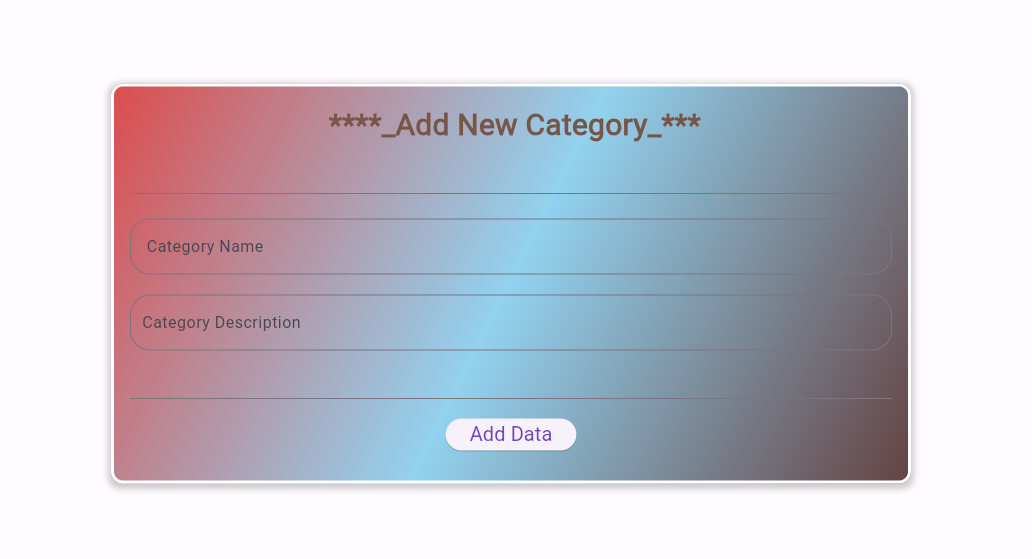 ****_Add New Category_***
Category Name
Category Description
Add Data